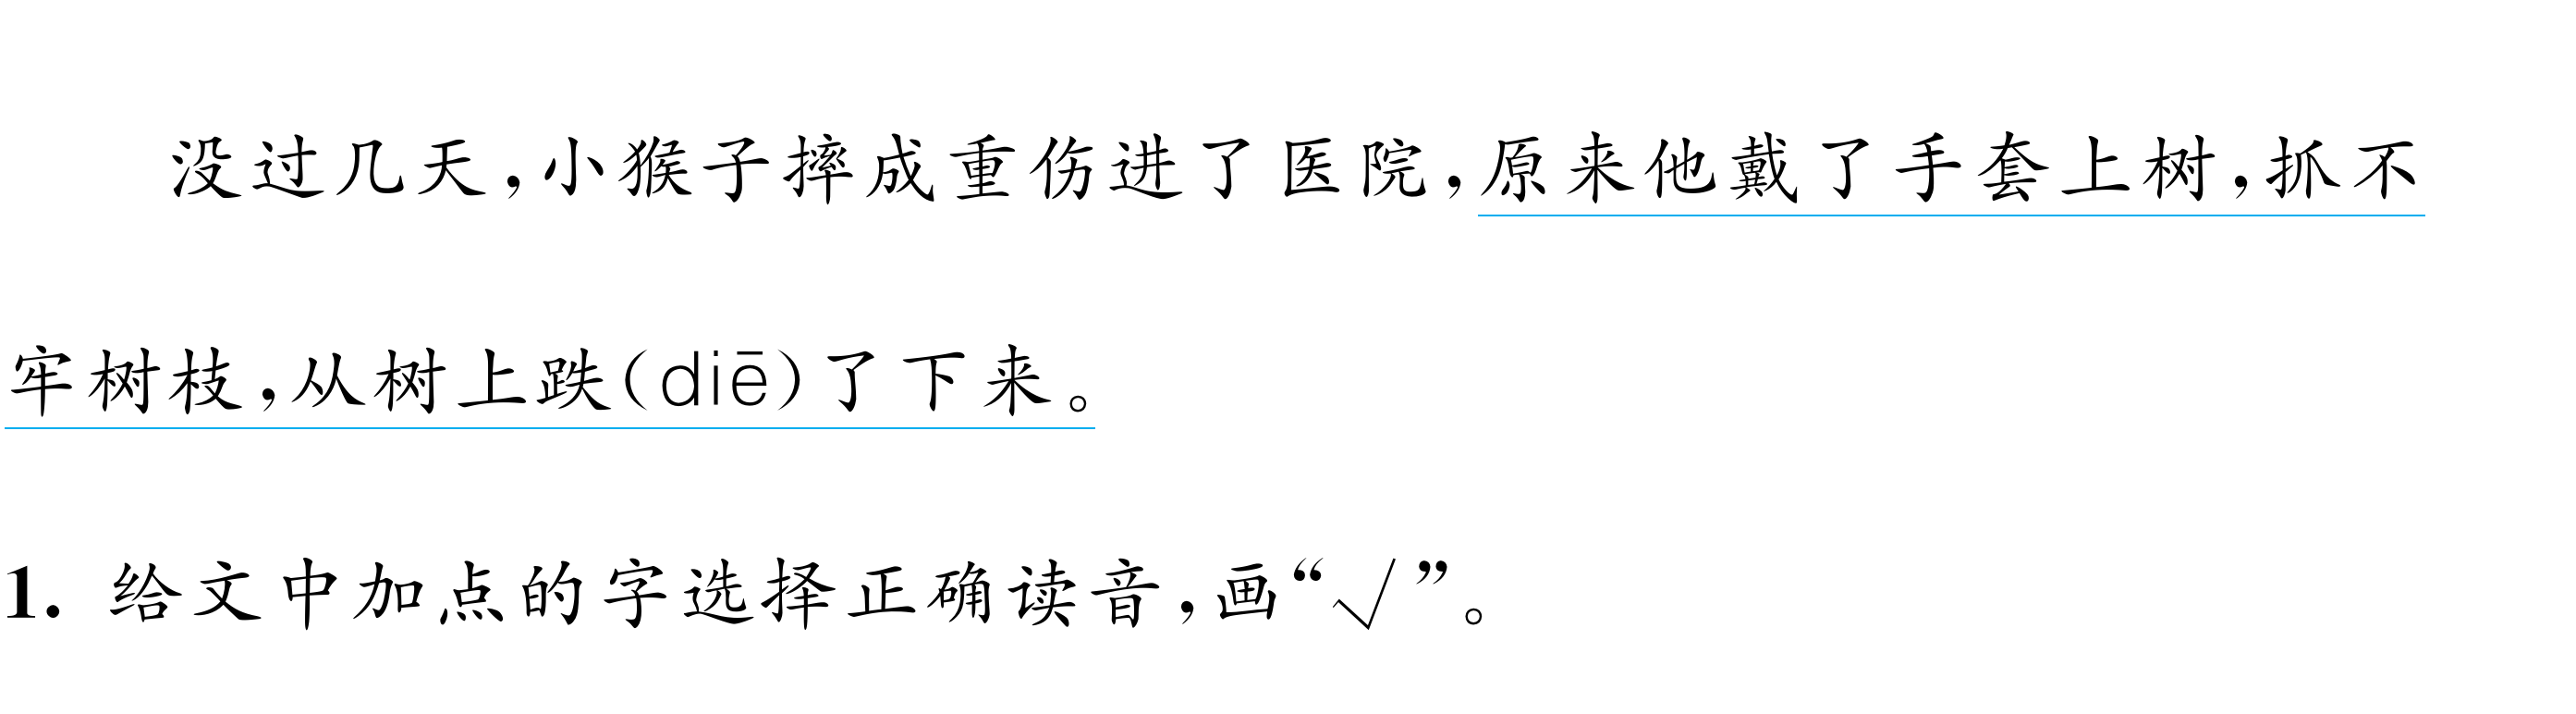 没过几天,小猴子摔成重伤进了医院,原来他戴了手套上树,抓不
牢树枝,从树上跌(diē)了下来。
1. 给文中加点的字选择正确读音,画“√”。